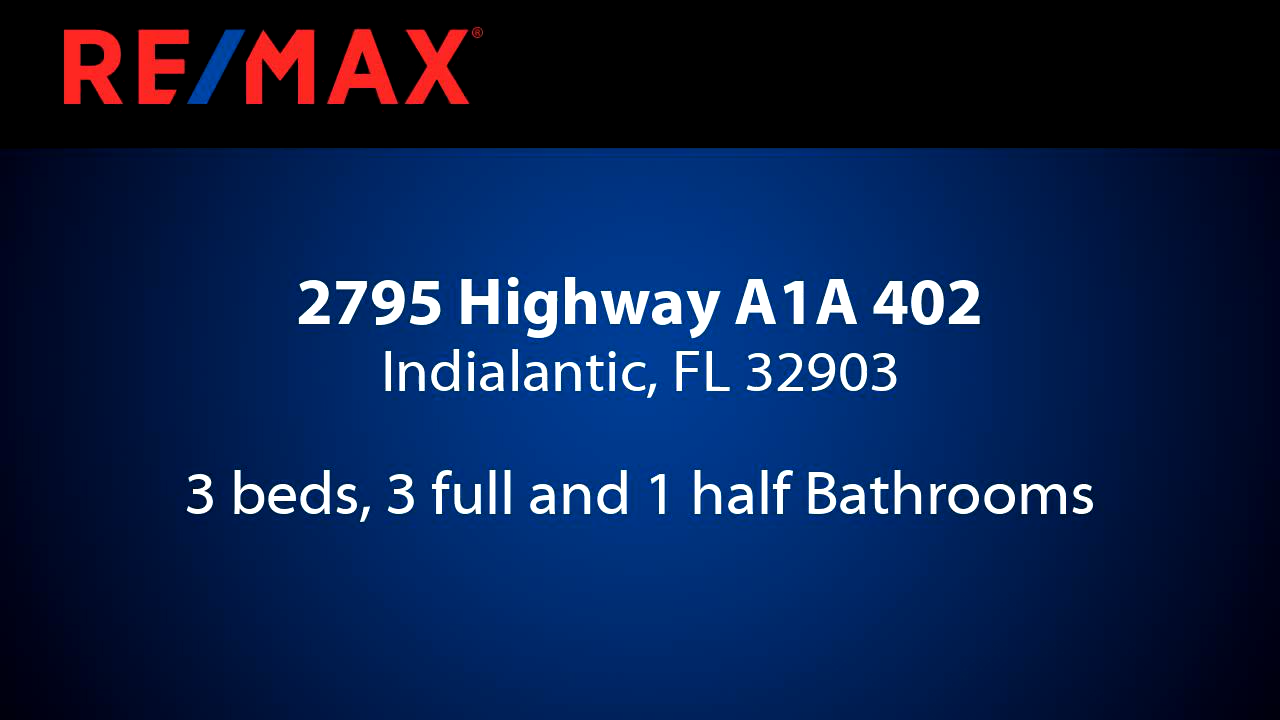 RE/MAX®
2795 Highway A1A 402
Indialantic, FL 32903
3 beds, 3 full and 1 half Bathrooms